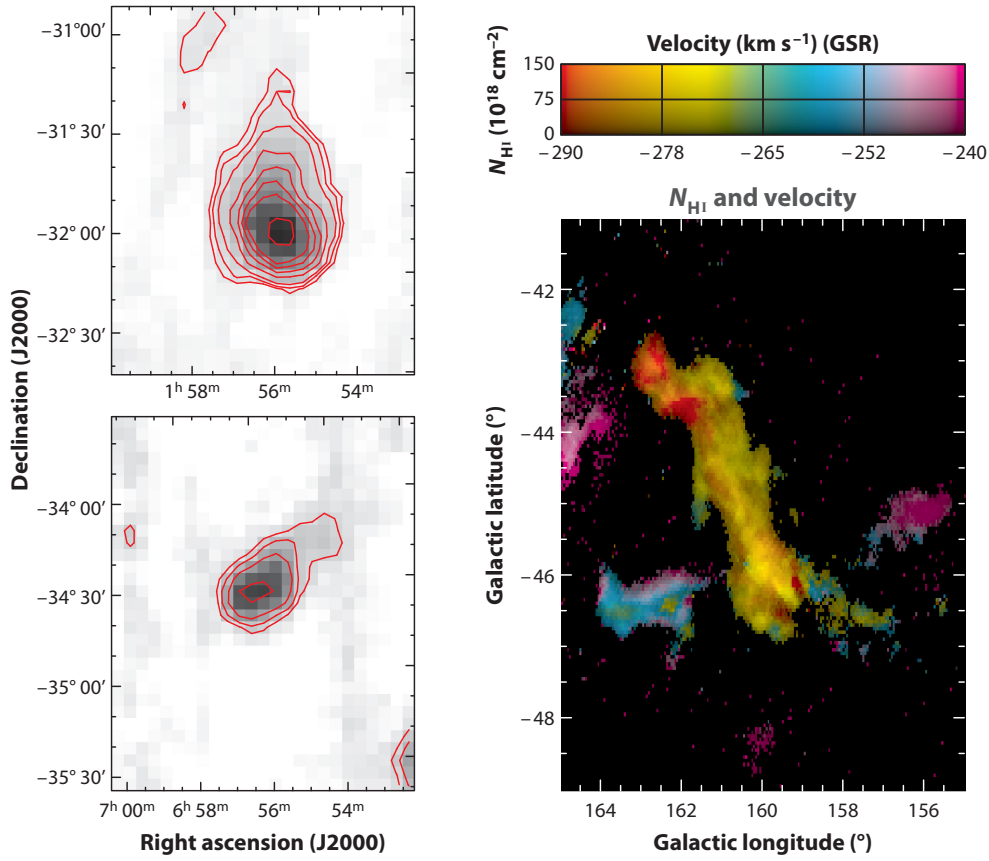 −31° 00′
−31° 30′
−32° 00′
−32° 30′
1ʰ 58ᵐ
56ᵐ
54ᵐ
−34° 00′
−34° 30′
−35° 00′
−35° 30′
7ʰ 00ᵐ
6ʰ 58ᵐ
56ᵐ
54ᵐ
Declination (J2000)
Right ascension (J2000)
Velocity (km s⁻¹) (GSR)
N_HI (10¹⁸ cm⁻²)
150
75
0
−290
−278
−265
−252
−240
N_HI and velocity
Galactic latitude (°)
−42
−44
−46
−48
164
162
160
158
156
Galactic longitude (°)